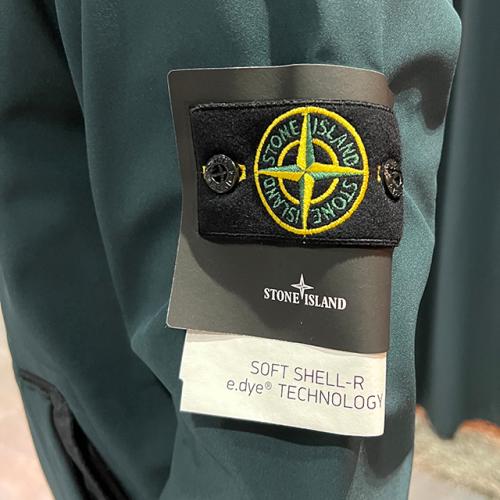 STONE ISLAND
STONE ISLAND
STONE ISLAND
SOFT SHELL-R
e.dye® TECHNOLOGY